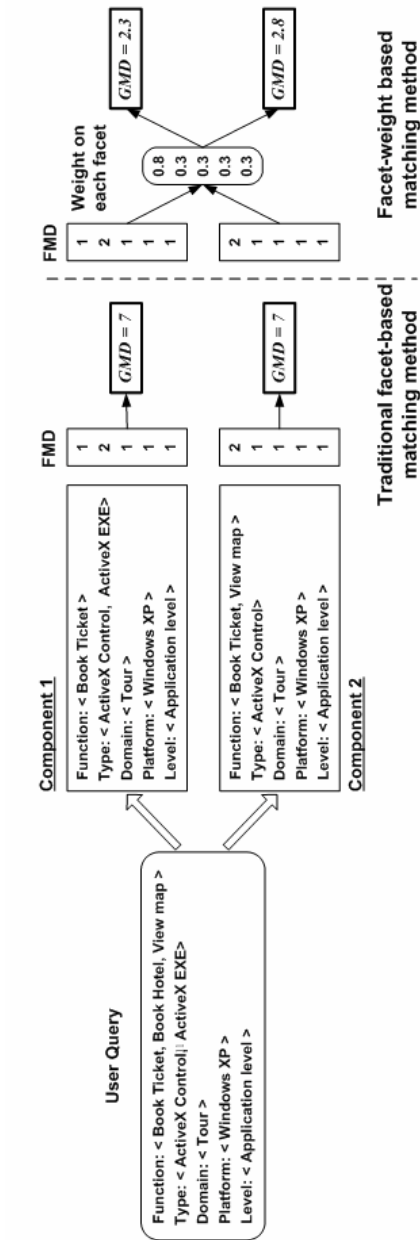 User Query
Function: < Book Ticket, Book Hotel, View map >
Type: < ActiveX Control, ActiveX EXE>
Domain: < Tour >
Platform: < Windows XP >
Level: < Application level >
Component 1
Function: < Book Ticket >
Type: < ActiveX Control, ActiveX EXE>
Domain: < Tour >
Platform: < Windows XP >
Level: < Application level >
Function: < Book Ticket, View map >
Type: < ActiveX Control>
Domain: < Tour >
Platform: < Windows XP >
Level: < Application level >
Component 2
FMD
1
2
1
1
1
GMD = 7
2
1
1
1
1
GMD = 7
Traditional facet-based
matching method
FMD
1
2
1
1
1
2
1
1
1
1
Weight on
each facet
0.8
0.3
0.3
0.3
0.3
GMD = 2.3
GMD = 2.8
Facet-weight based
matching method